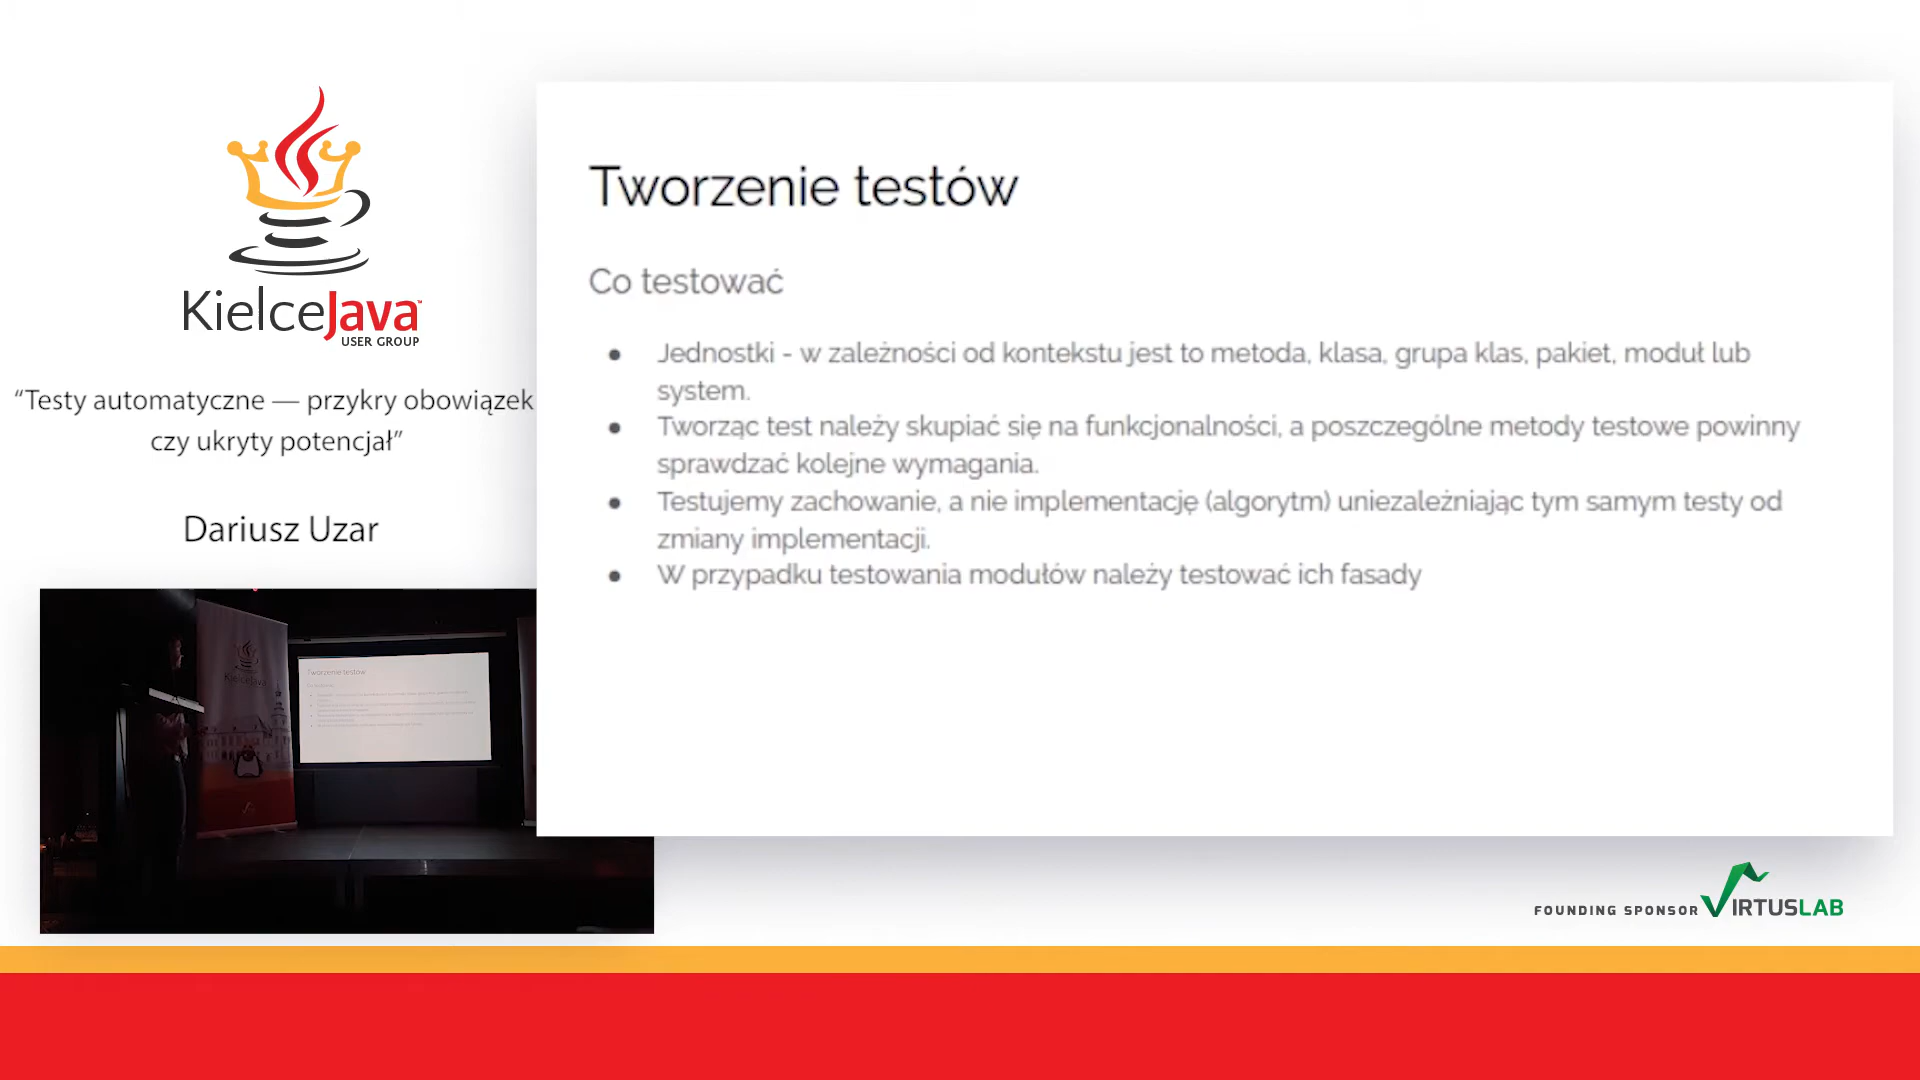 KielceJava™
USER GROUP
“Testy automatyczne — przykry obowiązek
czy ukryty potencjał”
Dariusz Uzar
Tworzenie testów
Co testować
● Jednostki - w zależności od kontekstu jest to metoda, klasa, grupa klas, pakiet, moduł lub
system.
● Tworząc test należy skupiać się na funkcjonalności, a poszczególne metody testowe powinny
sprawdzać kolejne wymagania.
● Testujemy zachowanie, a nie implementację (algorytm) uniezależniając tym samym testy od
zmiany implementacji.
● W przypadku testowania modułów należy testować ich fasady
KielceJava
Tworzenie testów
FOUNDING SPONSOR VIRTUSLAB